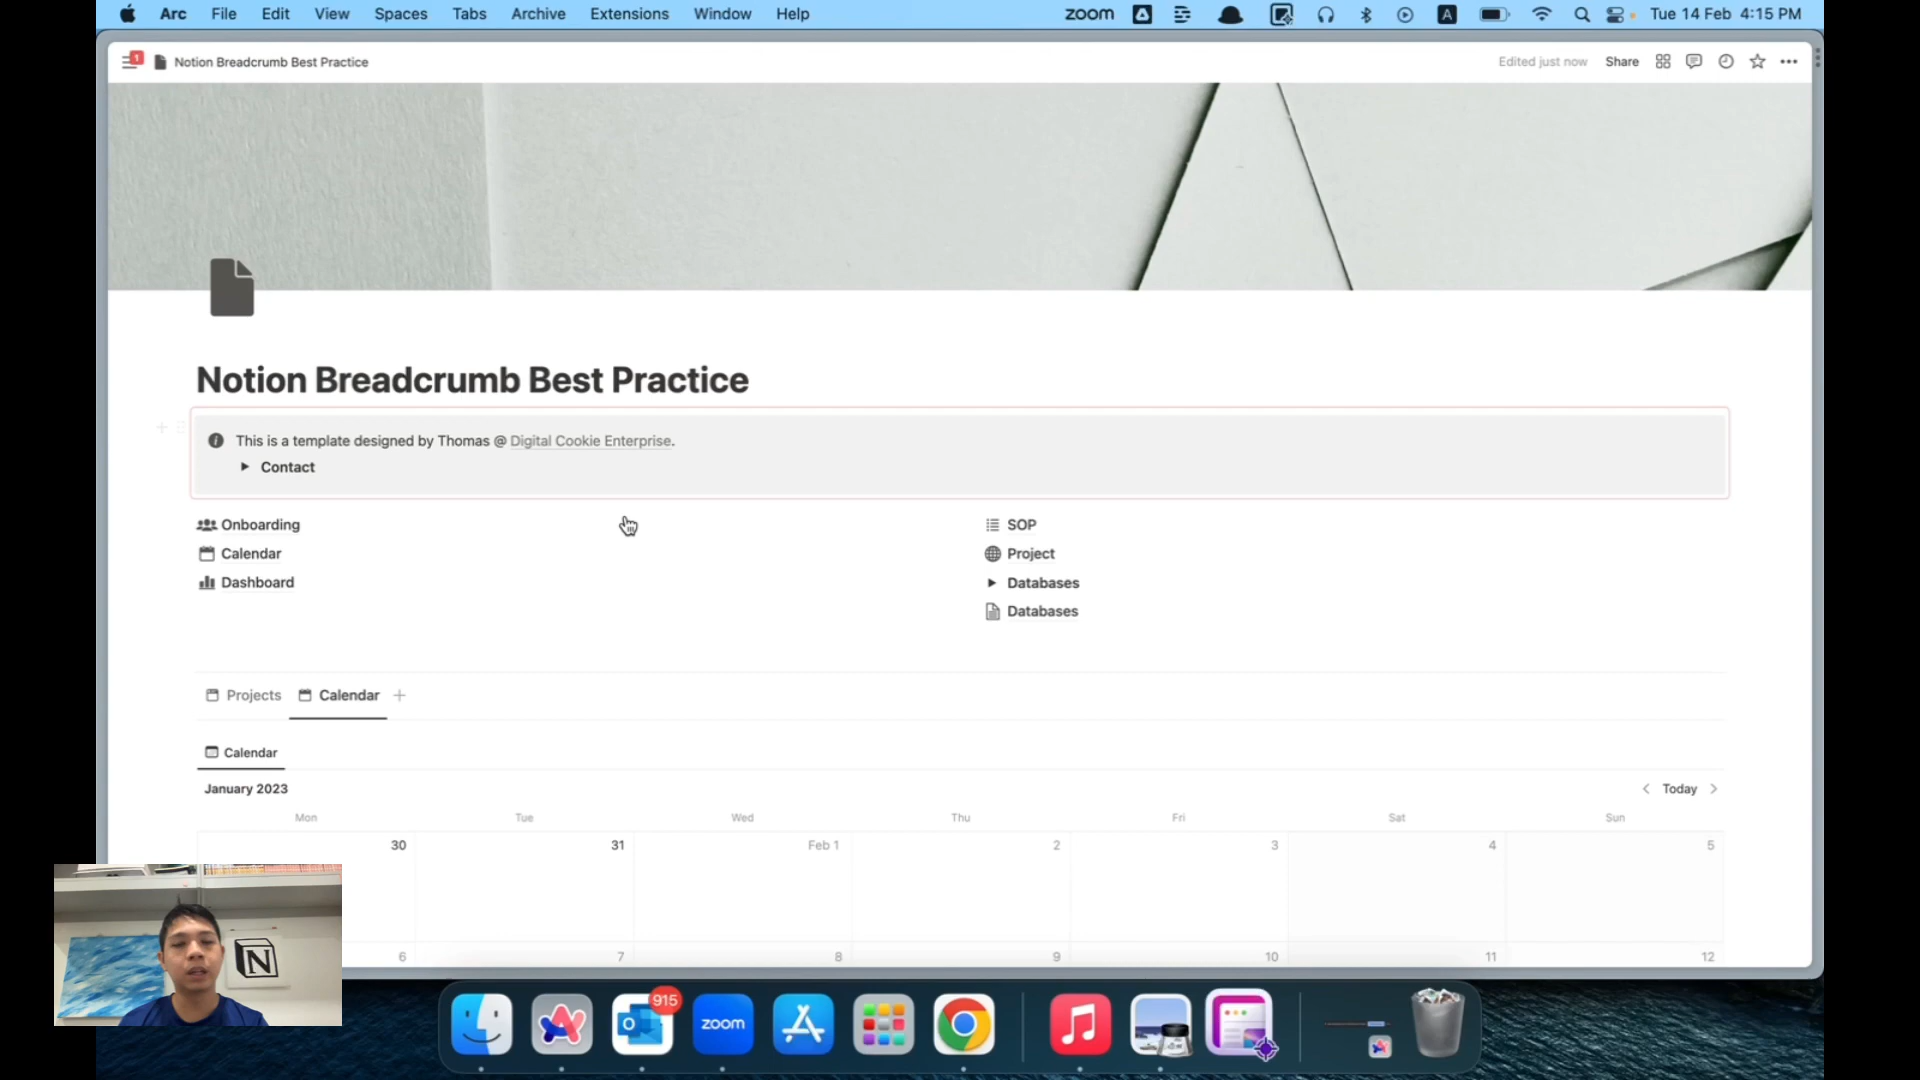 Arc File Edit View Spaces Tabs Archive Extensions Window Help
zoom A Tue 14 Feb 4:15 PM
1 Notion Breadcrumb Best Practice
Edited just now Share
Notion Breadcrumb Best Practice
This is a template designed by Thomas @ Digital Cookie Enterprise.
Contact
Onboarding
Calendar
Dashboard
SOP
Project
Databases
Databases
Projects Calendar
Calendar
January 2023
Today
Mon Tue Wed Thu Fri Sat Sun
30 31 Feb 1 2 3 4 5
6 7 8 9 10 11 12
N
915
O
zoom